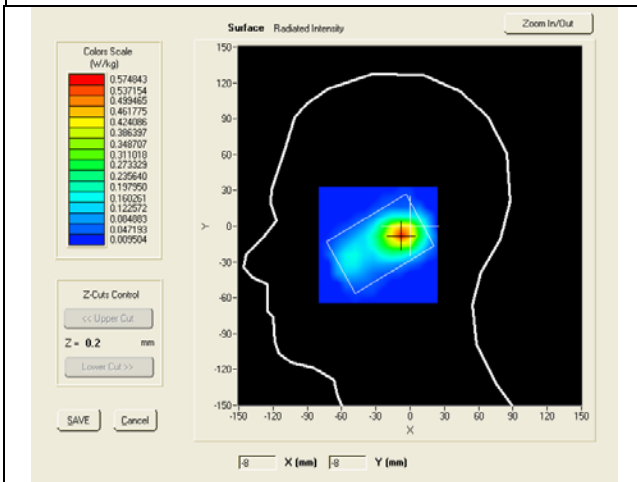 Surface Radiated Intensity
Zoom In/Out
Colors Scale
(W/kg)
0.574843
0.537154
0.499465
0.461775
0.424086
0.386397
0.348707
0.311018
0.273329
0.235640
0.197950
0.160261
0.122572
0.084883
0.047193
0.009504
Z-Cuts Control
<< Upper Cut
Z = 0.2 mm
Lower Cut >>
SAVE Cancel
150
120
90
60
30
0
-30
-60
-90
-120
-150
Y
-150 -120 -90 -60 -30 0 30 60 90 120 150
X
-8 X (mm) -8 Y (mm)